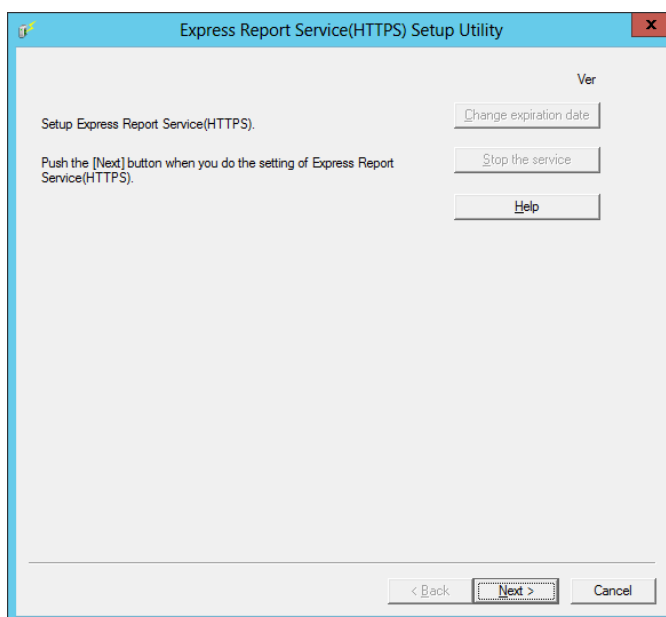 Express Report Service(HTTPS) Setup Utility
x
Ver
Change expiration date
Setup Express Report Service(HTTPS).
Stop the service
Push the [Next] button when you do the setting of Express Report
Service(HTTPS).
Help
< Back
Next >
Cancel